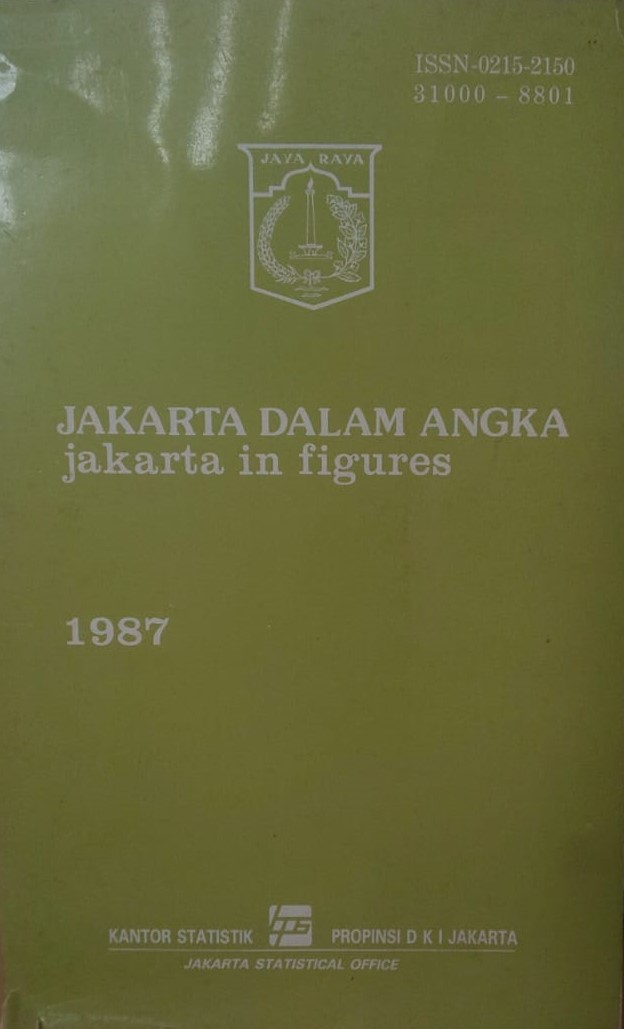 ISSN-0215-2150
31000 – 8801
JAYA RAYA
JAKARTA DALAM ANGKA
jakarta in figures
1987
KANTOR STATISTIK bps PROPINSI D K I JAKARTA
JAKARTA STATISTICAL OFFICE